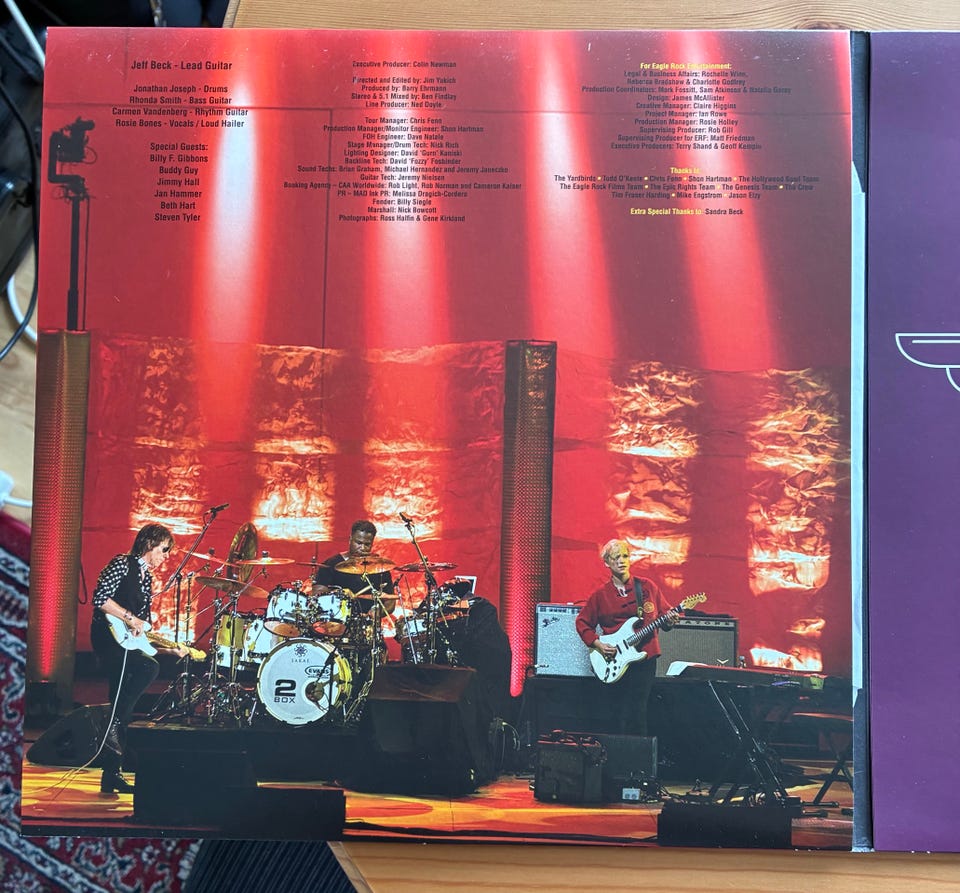 Jeff Beck - Lead Guitar
Jonathan Joseph - Drums
Rhonda Smith - Bass Guitar
Carmen Vandenberg - Rhythm Guitar
Rosie Bones - Vocals / Loud Hailer
Special Guests:
Billy F. Gibbons
Buddy Guy
Jimmy Hall
Jan Hammer
Beth Hart
Steven Tyler
Executive Producer: Colin Newman
Directed and Edited by: Jim Yukich
Produced by: Barry Ehrmann
Stereo & 5.1 Mixed by: Ben Findlay
Line Producer: Ned Doyle
Tour Manager: Chris Fenn
Production Manager/Monitor Engineer: Shon Hartman
FOH Engineer: Dave Natale
Stage Manager/Drum Tech: Nick Rich
Lighting Designer: David 'Gurn' Kaniski
Backline Tech: David 'Fozzy' Fosbinder
Sound Techs: Brian Graham, Michael Hernandez and Jeremy Janeczko
Guitar Tech: Jeremy Nielsen
Booking Agency – CAA Worldwide: Rob Light, Rob Norman and Cameron Kaiser
PR – MAD Ink PR: Melissa Dragich-Cordero
Fender: Billy Siegle
Marshall: Nick Bowcott
Photographs: Ross Halfin & Gene Kirkland
For Eagle Rock Entertainment:
Legal & Business Affairs: Rochelle Winn,
Rebecca Bradshaw & Charlotte Godfrey
Production Coordinators: Mark Fossitt, Sam Atkinson & Natalia Garay
Design: James McAllister
Creative Manager: Claire Higgins
Project Manager: Ian Rowe
Production Manager: Rosie Holley
Supervising Producer: Rob Gill
Supervising Producer for ERF: Matt Friedman
Executive Producers: Terry Shand & Geoff Kempin
Thanks to:
The Yardbirds • Todd O'Keefe • Chris Fenn • Shon Hartman • The Hollywood Bowl Team
The Eagle Rock Films Team • The Epic Rights Team • The Genesis Team • The Crew
Tim Fraser Harding • Mike Engstrom • Jason Elzy
Extra Special Thanks to: Sandra Beck
SAKAE
EVANS
2
BOX